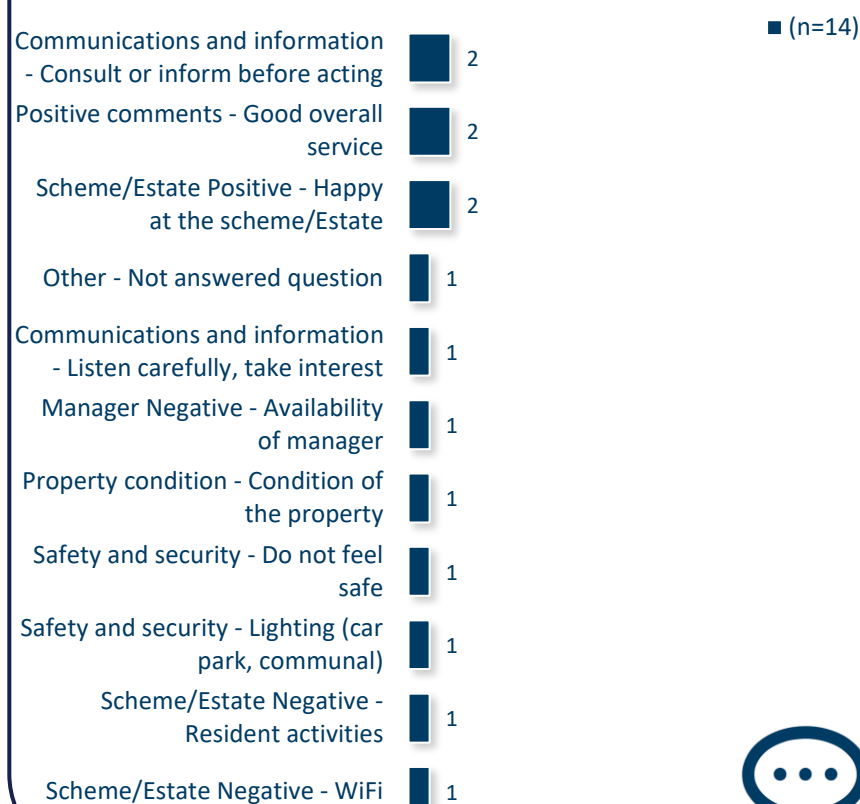 (n=14)
Communications and information
- Consult or inform before acting
2
Positive comments - Good overall
service
2
Scheme/Estate Positive - Happy
at the scheme/Estate
2
Other - Not answered question
1
Communications and information
- Listen carefully, take interest
1
Manager Negative - Availability
of manager
1
Property condition - Condition of
the property
1
Safety and security - Do not feel
safe
1
Safety and security - Lighting (car
park, communal)
1
Scheme/Estate Negative -
Resident activities
1
Scheme/Estate Negative - WiFi
1